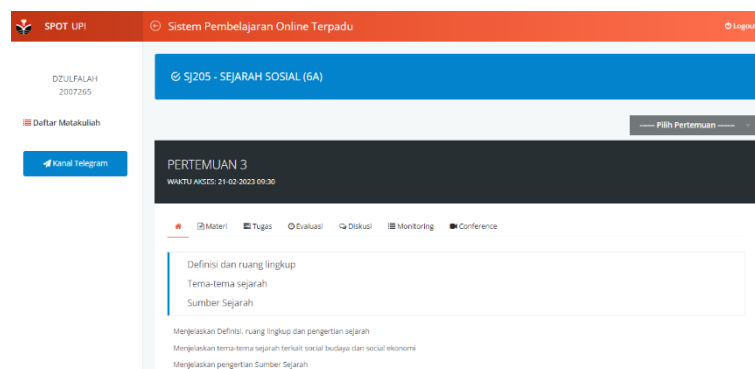 SPOT UPI
Sistem Pembelajaran Online Terpadu
Logout
DZULFALAH
2007265
Daftar Matakuliah
Kanal Telegram
SJ205 - SEJARAH SOSIAL (6A)
------ Pilih Pertemuan ------
PERTEMUAN 3
WAKTU AKSES: 21-02-2023 09:30
Materi Tugas Evaluasi Diskusi Monitoring Conference
Definisi dan ruang lingkup
Tema-tema sejarah
Sumber Sejarah
Menjelaskan Definisi, ruang lingkup dan pengertian sejarah
Menjelaskan tema-tema sejarah terkait social budaya dan social ekonomi
Menjelaskan pengertian Sumber Sejarah